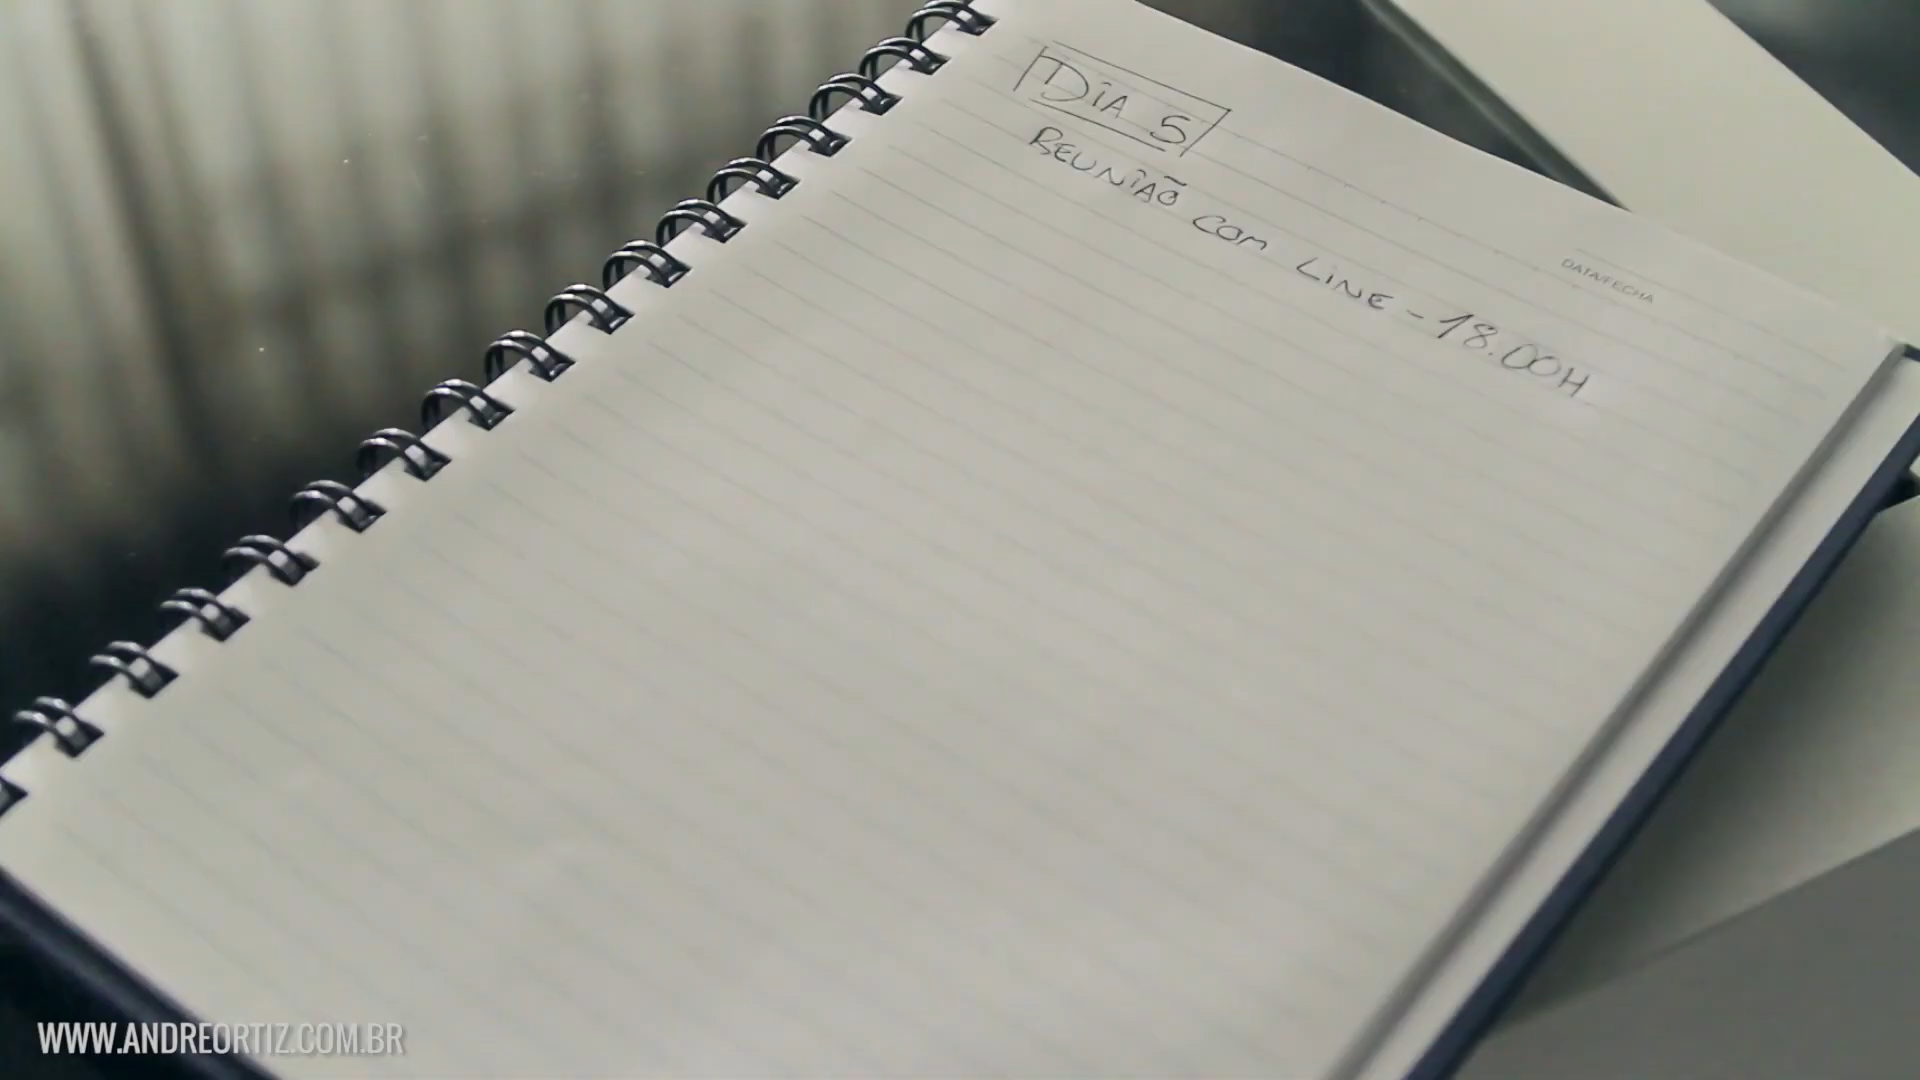 DIA 5
REUNIÃO COM LINE - 18.00H
DATA/FECHA
WWW.ANDREORTIZ.COM.BR